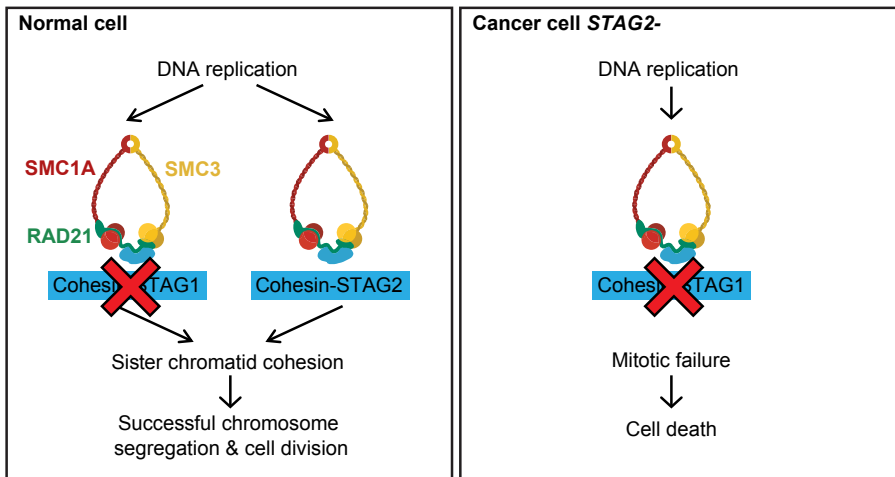 Normal cell
DNA replication
SMC1A
SMC3
RAD21
Cohesin-STAG1
Cohesin-STAG2
Sister chromatid cohesion
Successful chromosome
segregation & cell division
Cancer cell STAG2-
DNA replication
Cohesin-STAG1
Mitotic failure
Cell death